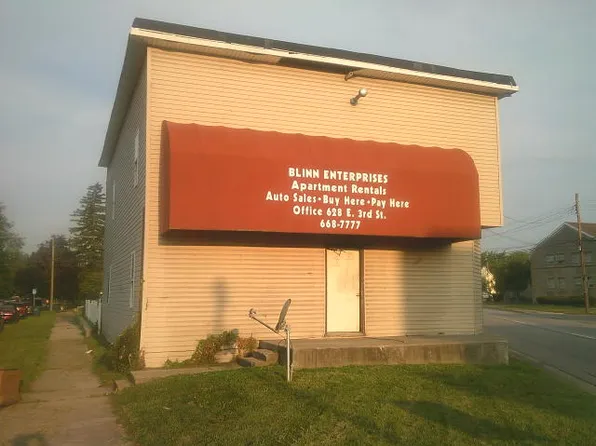 BLINN ENTERPRISES
Apartment Rentals
Auto Sales•Buy Here•Pay Here
Office 628 E. 3rd St.
668-7777